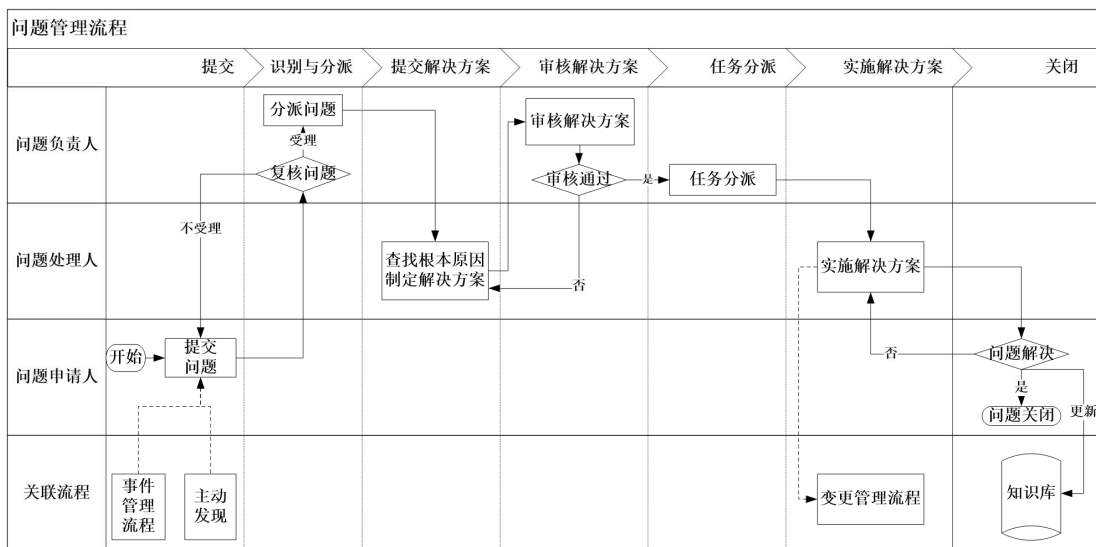 问题管理流程
提交
识别与分派
提交解决方案
审核解决方案
任务分派
实施解决方案
关闭
问题负责人
分派问题
受理
复核问题
不受理
审核解决方案
审核通过
是
任务分派
问题处理人
查找根本原因
制定解决方案
否
实施解决方案
问题申请人
开始
提交
问题
否
问题解决
是
更新
问题关闭
关联流程
事件
管理
流程
主动
发现
变更管理流程
知识库